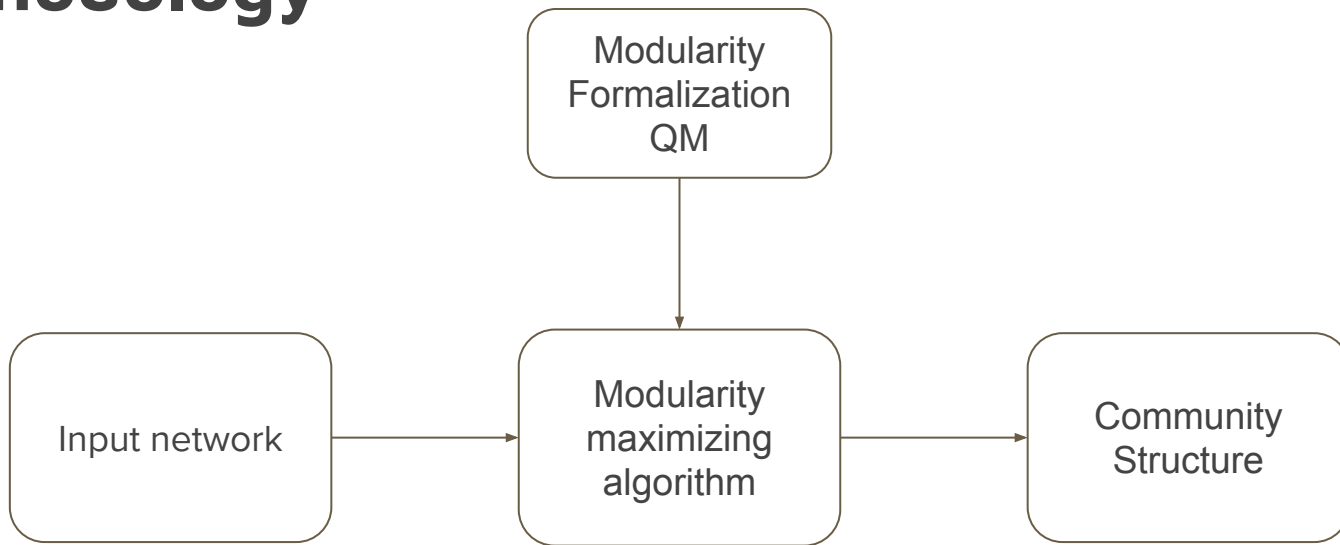 Modularity
Formalization
QM
Input network
Modularity
maximizing
algorithm
Community
Structure